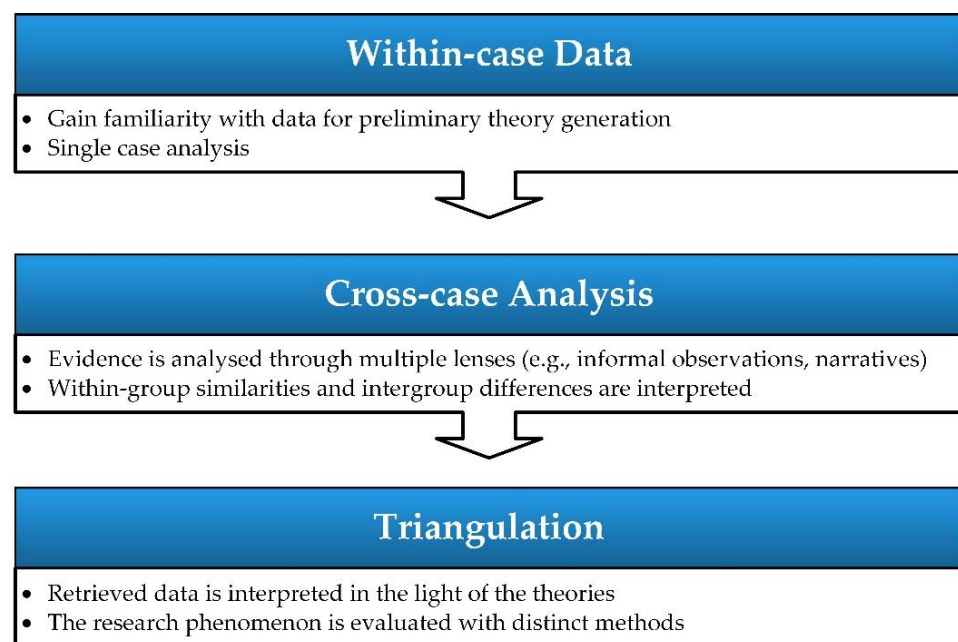 Within-case Data
• Gain familiarity with data for preliminary theory generation
• Single case analysis
Cross-case Analysis
• Evidence is analysed through multiple lenses (e.g., informal observations, narratives)
• Within-group similarities and intergroup differences are interpreted
Triangulation
• Retrieved data is interpreted in the light of the theories
• The research phenomenon is evaluated with distinct methods